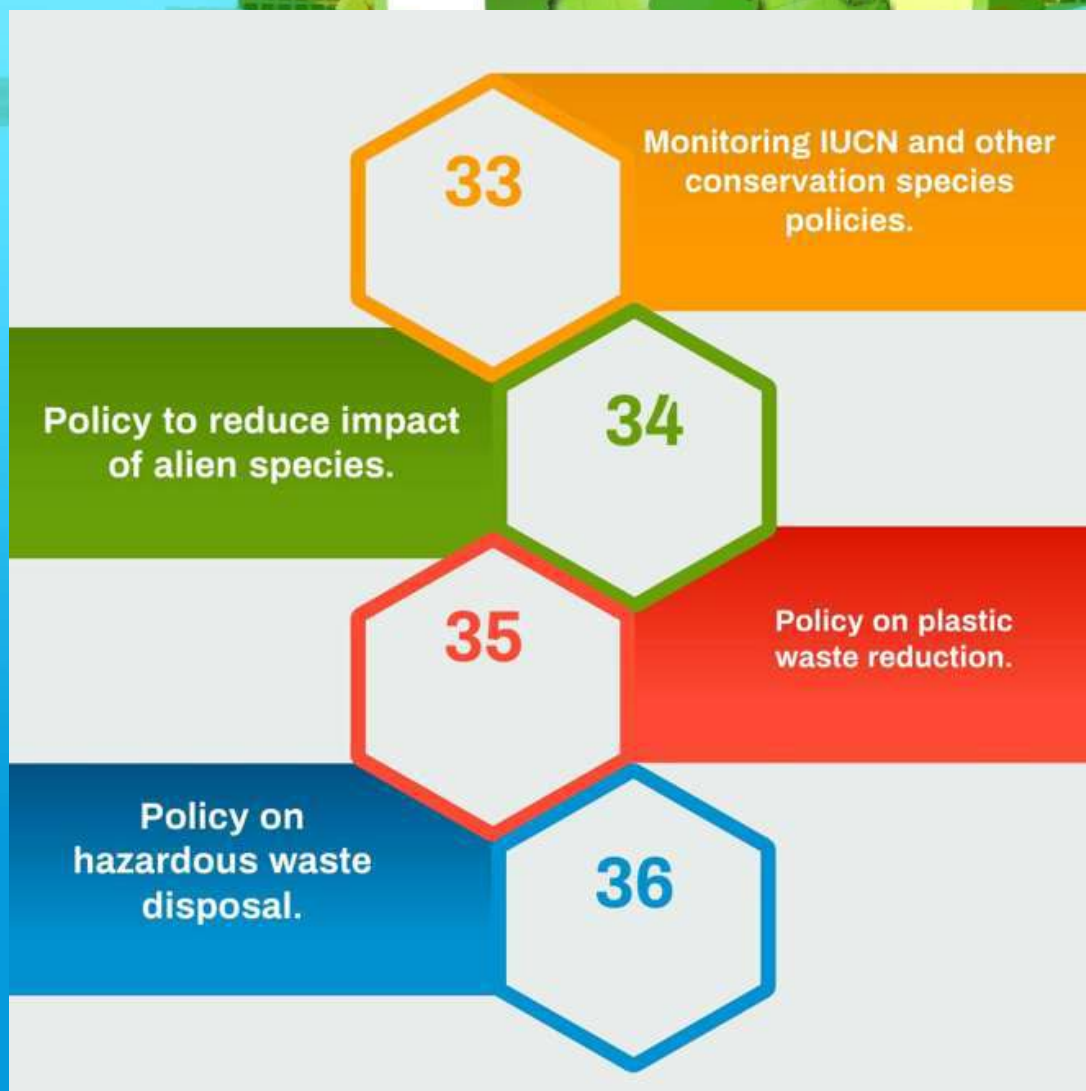 33
Monitoring IUCN and other
conservation species
policies.
Policy to reduce impact
of alien species.
34
35
Policy on plastic
waste reduction.
Policy on
hazardous waste
disposal.
36